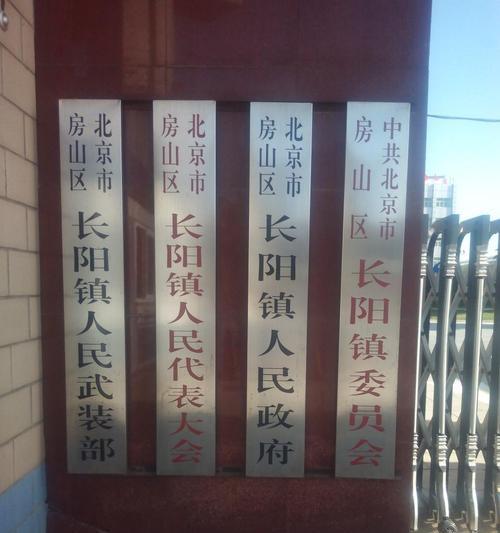 中共北京市
房山区
长阳镇委员会
北京市
房山区
长阳镇人民政府
北京市
房山区
长阳镇人民代表大会
北京市
房山区
长阳镇人民武装部